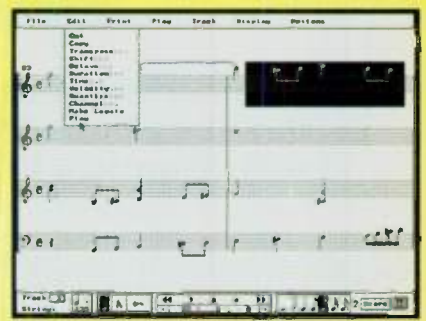 File Edit Print Play Track Display Options
Cut
Copy
Transpose
Shift
Octave
Duration
Time
Velocity
Quantize
Channel
Make Legato
Play
Track
Strings